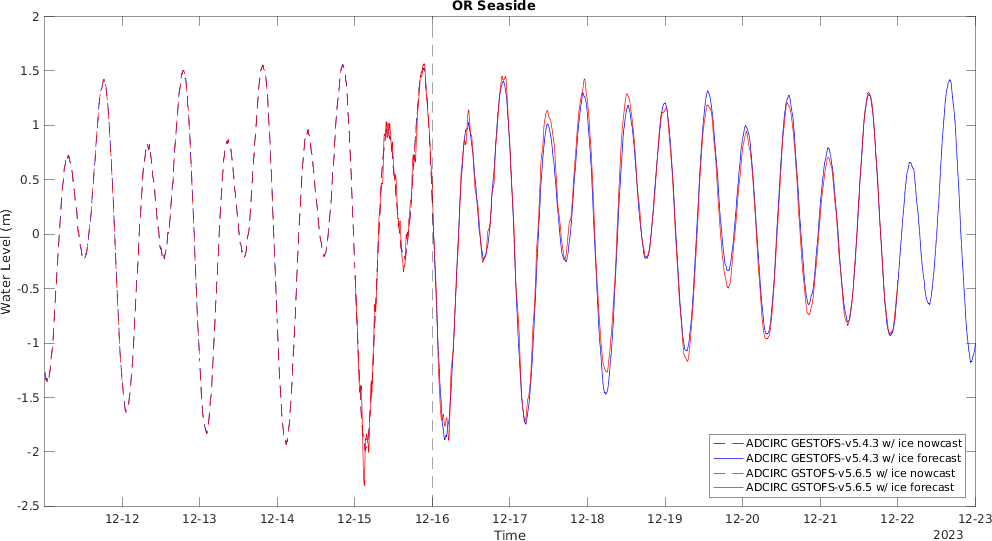 OR Seaside
2
1.5
1
0.5
0
-0.5
-1
-1.5
-2
-2.5
Water Level (m)
ADCIRC GESTOFS-v5.4.3 w/ ice nowcast
ADCIRC GESTOFS-v5.4.3 w/ ice forecast
ADCIRC GSTOFS-v5.6.5 w/ ice nowcast
ADCIRC GSTOFS-v5.6.5 w/ ice forecast
12-12 12-13 12-14 12-15 12-16 12-17 12-18 12-19 12-20 12-21 12-22 12-23
Time
2023